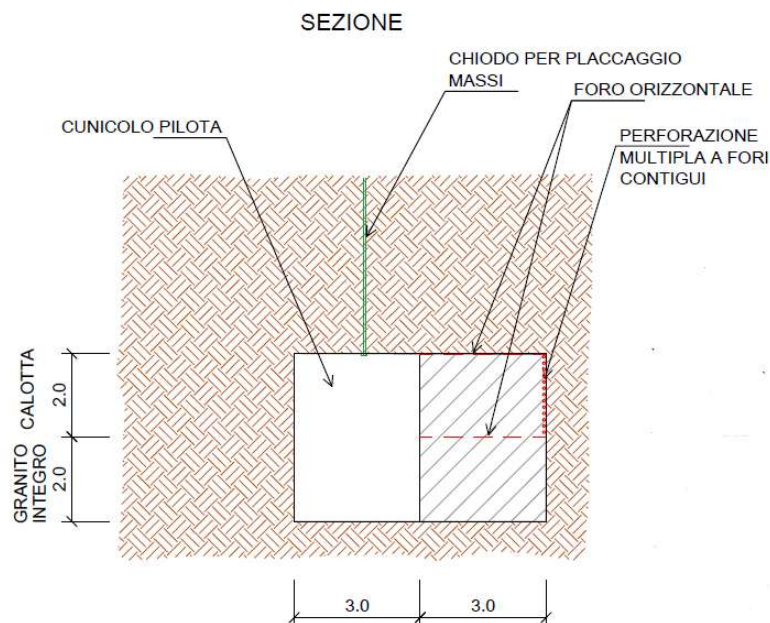 SEZIONE
CHIODO PER PLACCAGGIO
MASSI
FORO ORIZZONTALE
CUNICOLO PILOTA
PERFORAZIONE
MULTIPLA A FORI
CONTIGUI
CALOTTA
2.0
GRANITO
INTEGRO
2.0
3.0
3.0